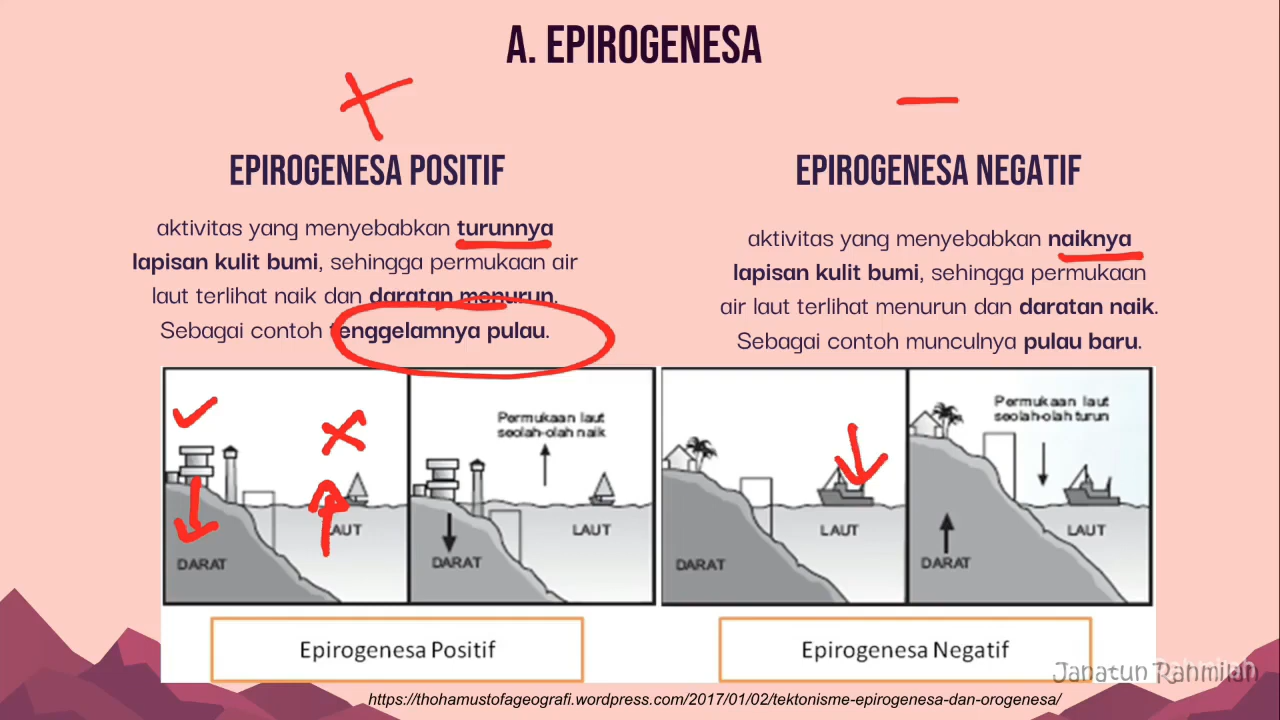 A. EPIROGENESA
EPIROGENESA POSITIF
aktivitas yang menyebabkan turunnya
lapisan kulit bumi, sehingga permukaan air
laut terlihat naik dan daratan menurun.
Sebagai contoh tenggelamnya pulau.
EPIROGENESA NEGATIF
aktivitas yang menyebabkan naiknya
lapisan kulit bumi, sehingga permukaan
air laut terlihat menurun dan daratan naik.
Sebagai contoh munculnya pulau baru.
LAUT
DARAT
Permukaan laut
seolah-olah naik
LAUT
DARAT
LAUT
DARAT
Permukaan laut
seolah-olah turun
LAUT
DARAT
Epirogenesa Positif
Epirogenesa Negatif
Janatun Rahmilan
https://thohamustofageografi.wordpress.com/2017/01/02/tektonisme-epirogenesa-dan-orogenesa/